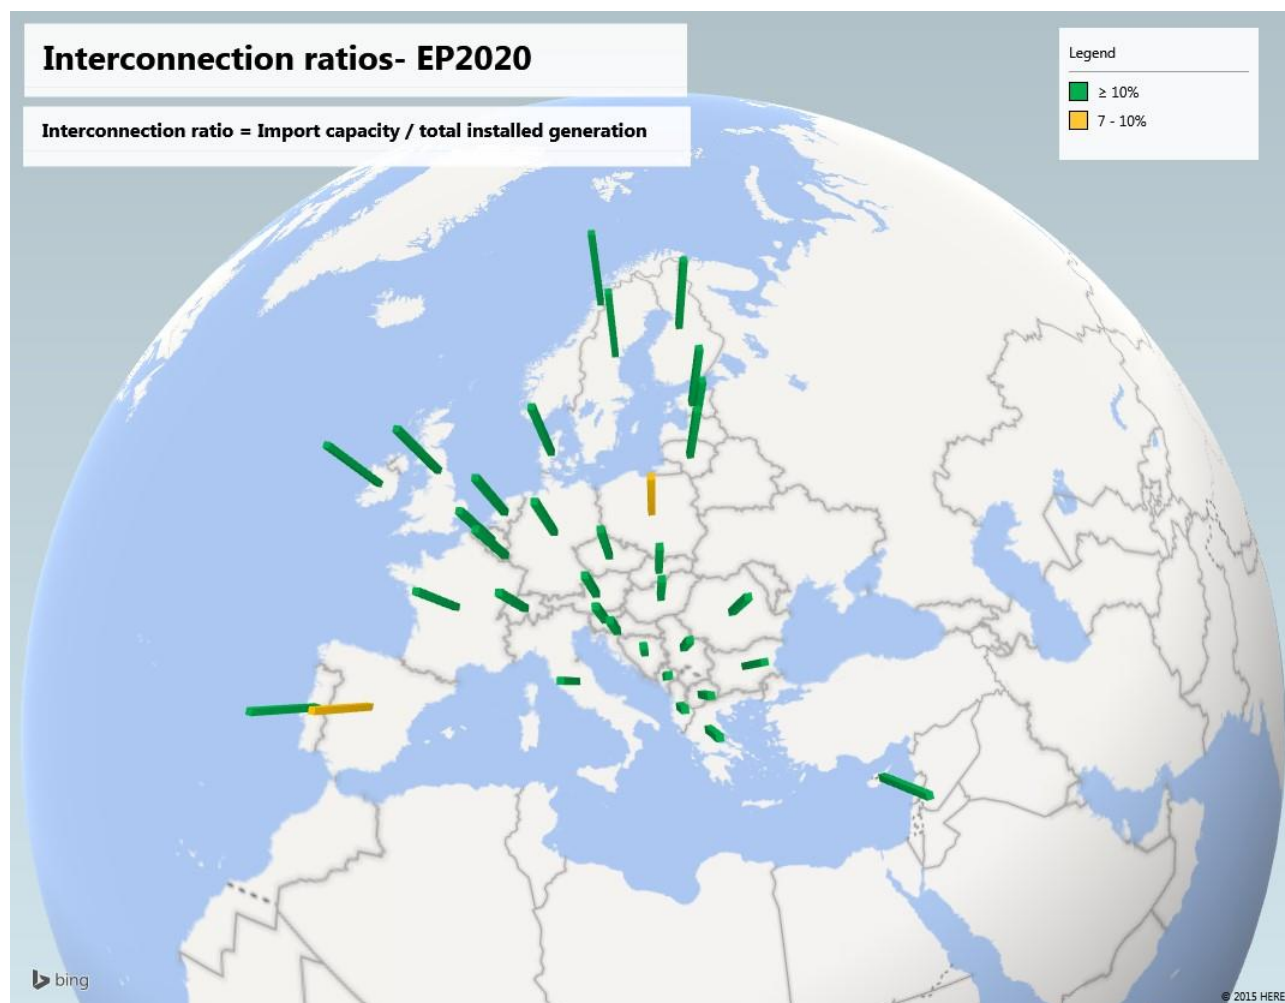 Interconnection ratios- EP2020
Interconnection ratio = Import capacity / total installed generation
Legend
≥ 10%
7 - 10%
bing
© 2015 HERE